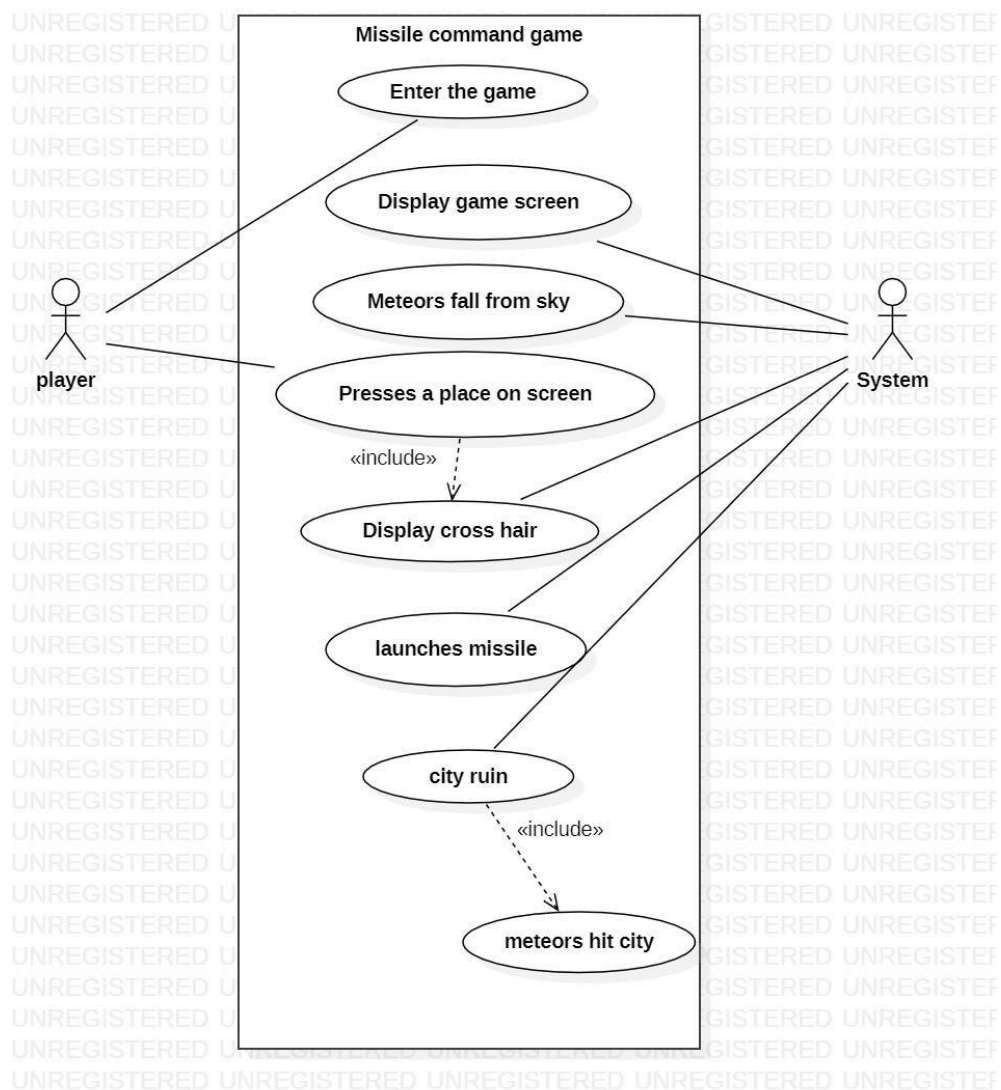 Missile command game
Enter the game
Display game screen
Meteors fall from sky
player
System
Presses a place on screen
«include»
Display cross hair
launches missile
city ruin
«include»
meteors hit city
UNREGISTERED